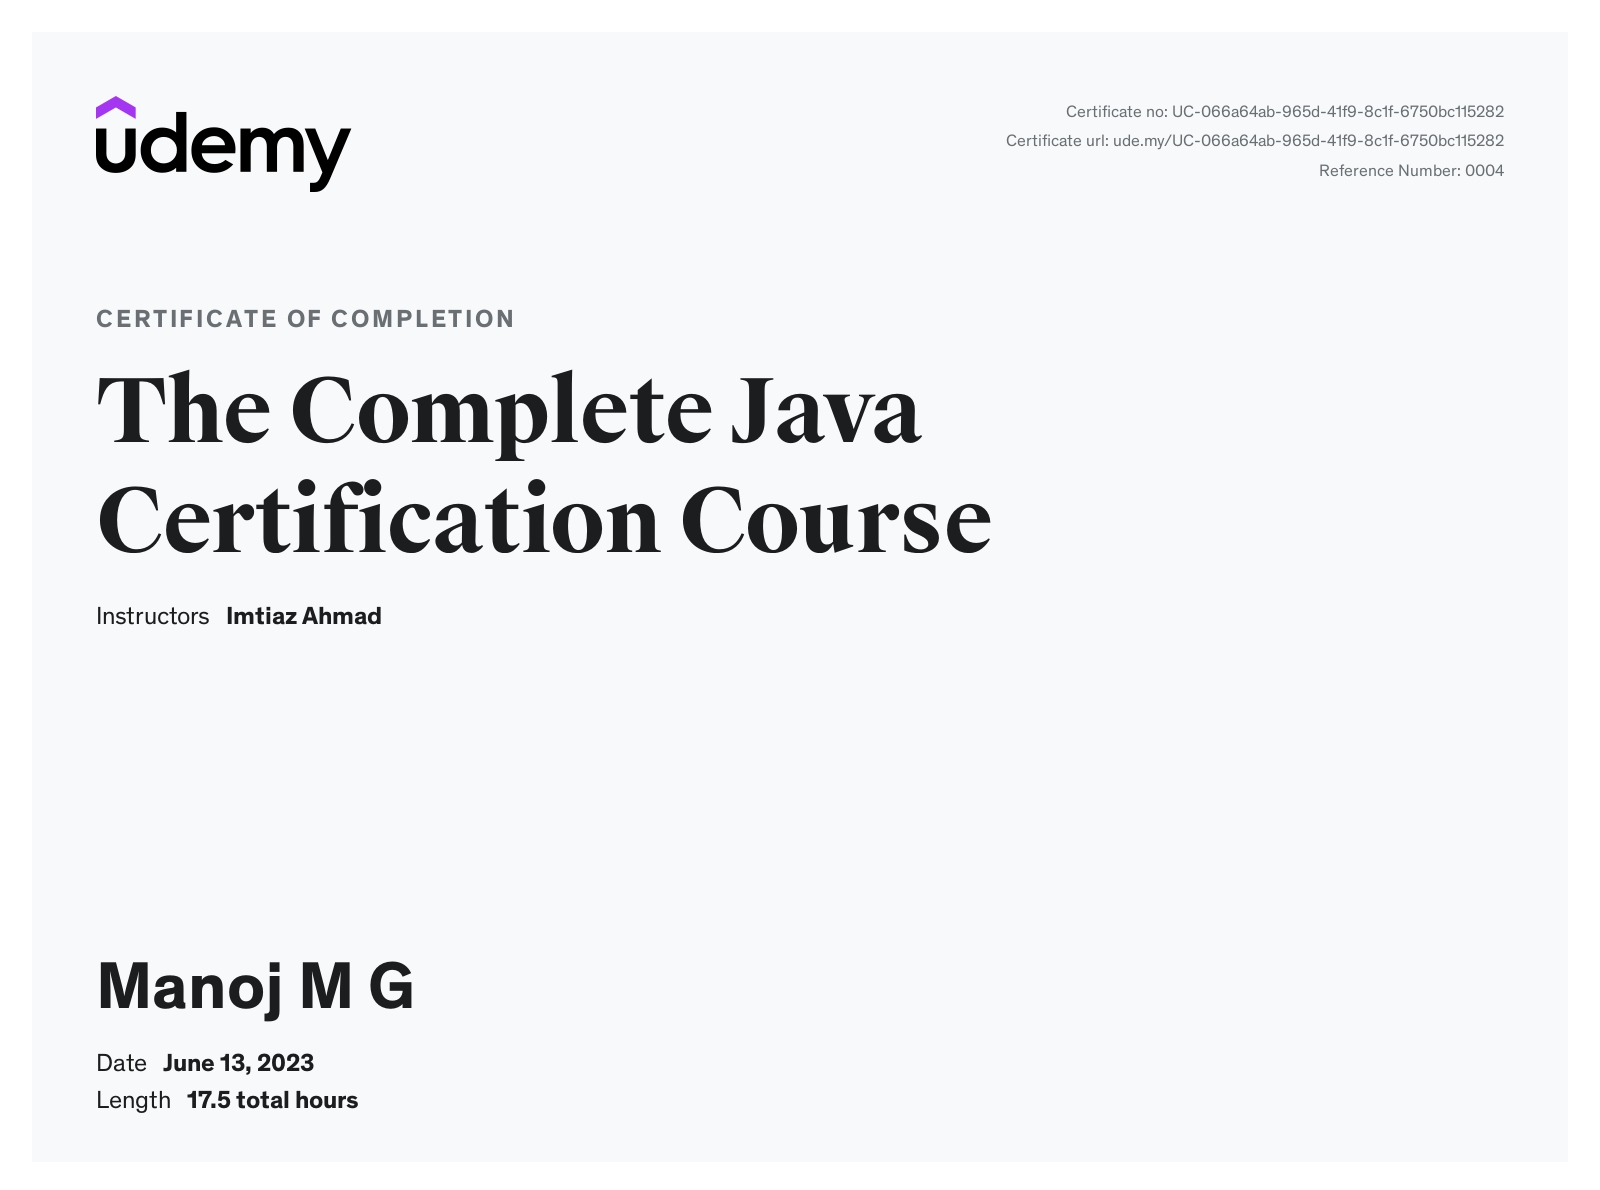 udemy
Certificate no: UC-066a64ab-965d-41f9-8c1f-6750bc115282
Certificate url: ude.my/UC-066a64ab-965d-41f9-8c1f-6750bc115282
Reference Number: 0004
CERTIFICATE OF COMPLETION
The Complete Java
Certification Course
Instructors Imtiaz Ahmad
Manoj M G
Date June 13, 2023
Length 17.5 total hours